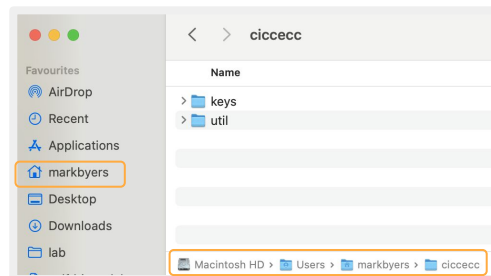 ciccecc
Favourites
AirDrop
Recent
Applications
markbyers
Desktop
Downloads
lab
Name
keys
util
Macintosh HD › Users › markbyers › ciccecc